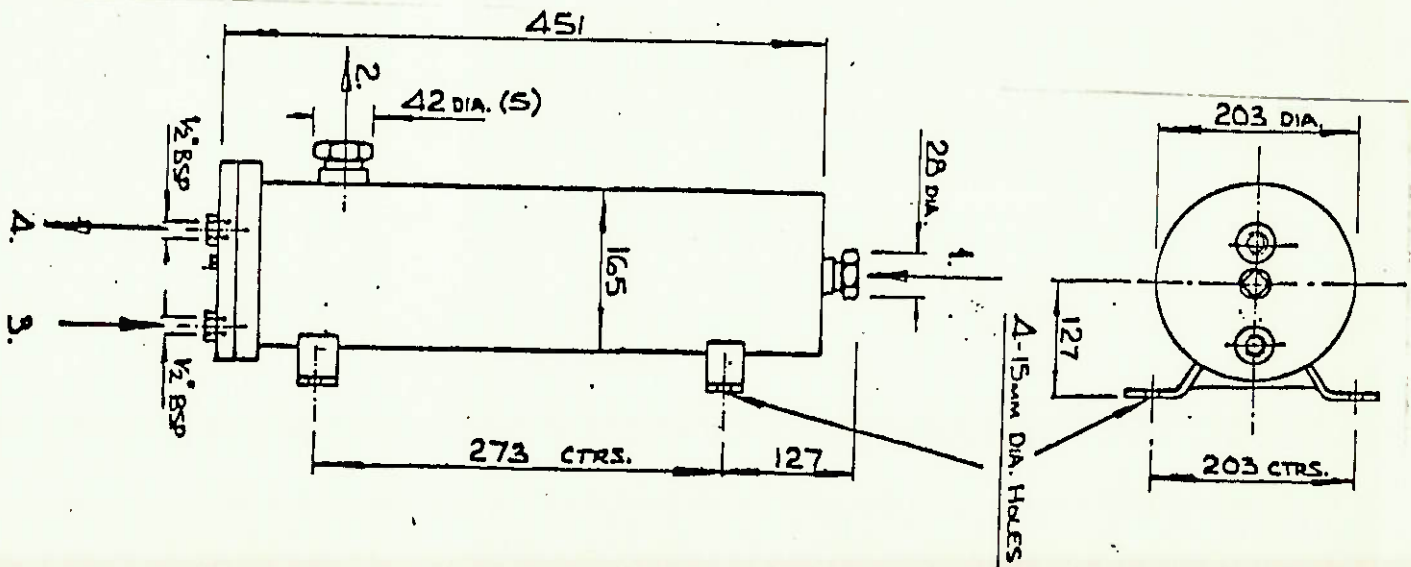 451
2.
42 DIA. (S)
½" BSP
4.
3.
½" BSP
165
28 DIA.
1.
273 CTRS.
127
4-15MM DIA. HOLES
203 DIA.
127
203 CTRS.